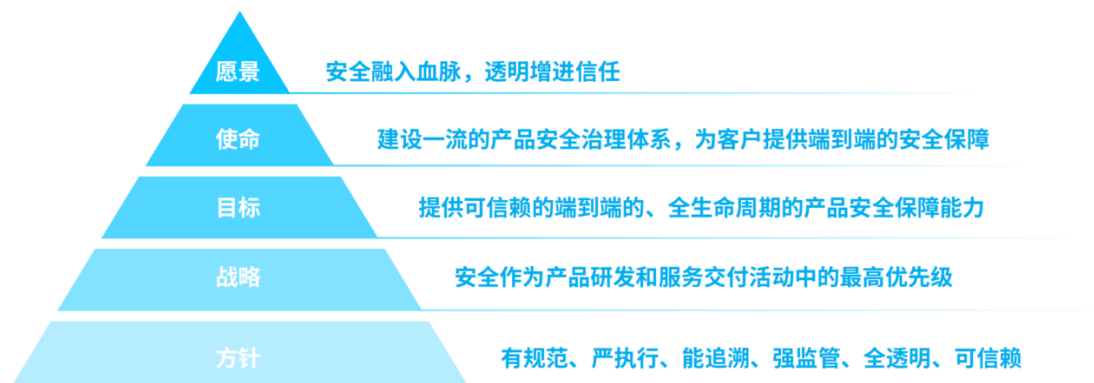 愿景 安全融入血脉，透明增进信任
使命 建设一流的产品安全治理体系，为客户提供端到端的安全保障
目标 提供可信赖的端到端的、全生命周期的产品安全保障能力
战略 安全作为产品研发和服务交付活动中的最高优先级
方针 有规范、严执行、能追溯、强监管、全透明、可信赖